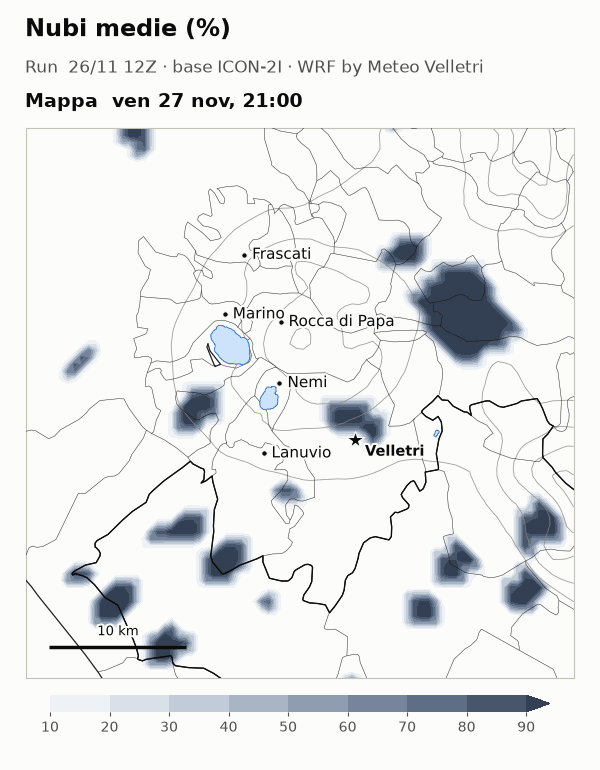 Nubi medie (%)
Run  26/11 12Z · base ICON-2I · WRF by Meteo Velletri
Mappa  ven 27 nov, 21:00
Frascati
Marino
Rocca di Papa
Nemi
Velletri
Lanuvio
10 km
10 20 30 40 50 60 70 80 90